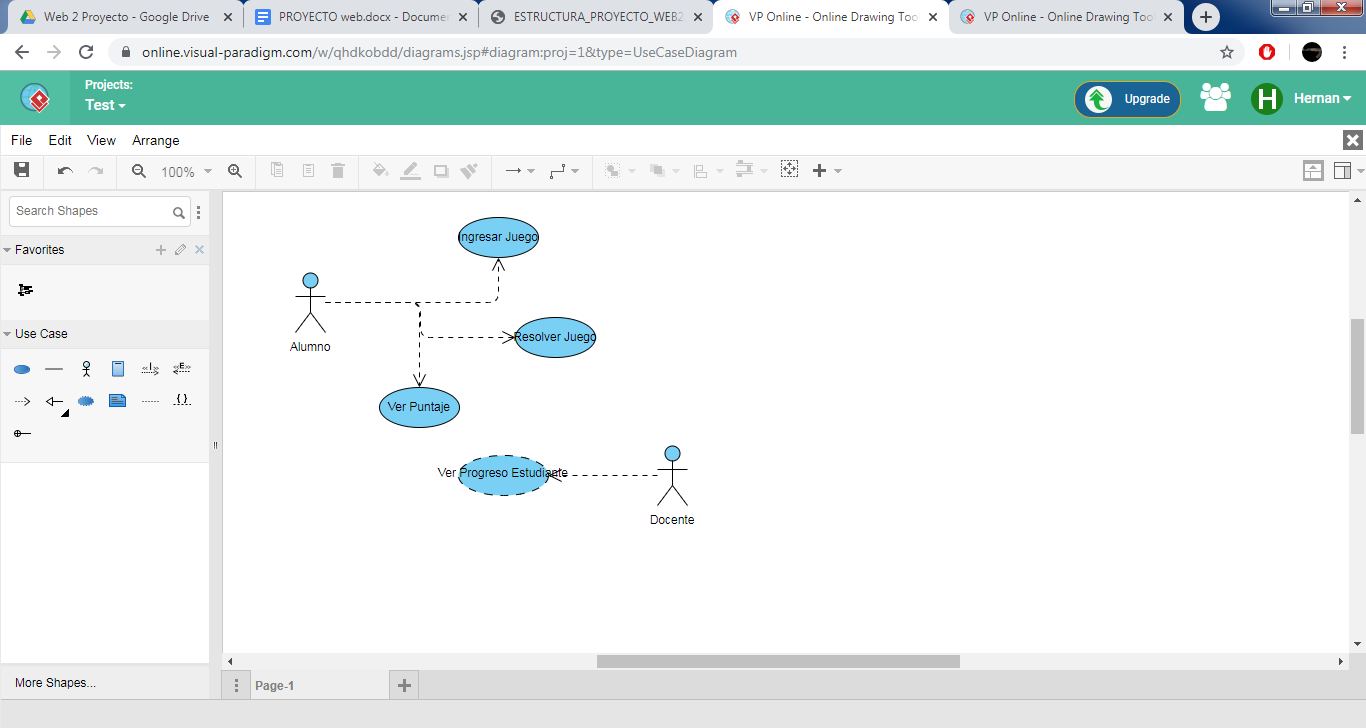 Web 2 Proyecto - Google Drive
PROYECTO web.docx - Documen
ESTRUCTURA_PROYECTO_WEB2
VP Online - Online Drawing Too
VP Online - Online Drawing Too
online.visual-paradigm.com/w/qhdkobdd/diagrams.jsp#diagram:proj=1&type=UseCaseDiagram
Projects:
Test
Upgrade
H
Hernan
File Edit View Arrange
100%
Search Shapes
Favorites
Use Case
«I»
«E»
{}
More Shapes...
Ingresar Juego
Alumno
Resolver Juego
Ver Puntaje
Ver Progreso Estudiante
Docente
Page-1